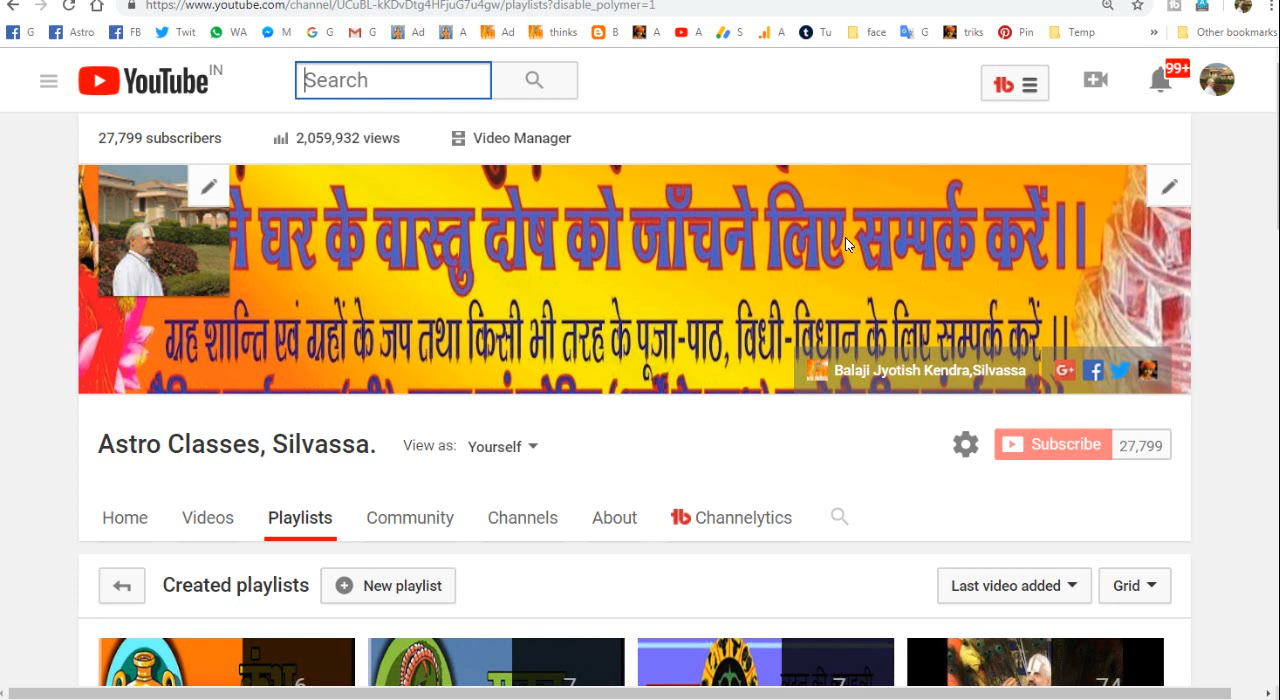 https://www.youtube.com/channel/UCuBL-kKDvDtg4HFjuG7u4gw/playlists?disable_polymer=1
G Astro FB Twit WA M G G Ad A Ad thinks B A A S A Tu face G triks Pin Temp » Other bookmarks
YouTube IN Search 99+
27,799 subscribers 2,059,932 views Video Manager
घर के वास्तु दोष को जाँचने लिए सम्पर्क करें।।
ग्रह शान्ति एवं ग्रहों के जप तथा किसी भी तरह के पूजा-पाठ, विधी-विधान के लिए सम्पर्क करें ।।
Balaji Jyotish Kendra,Silvassa
Astro Classes, Silvassa. View as: Yourself Subscribe 27,799
Home Videos Playlists Community Channels About Channelytics
Created playlists New playlist Last video added Grid
6 7 7 74